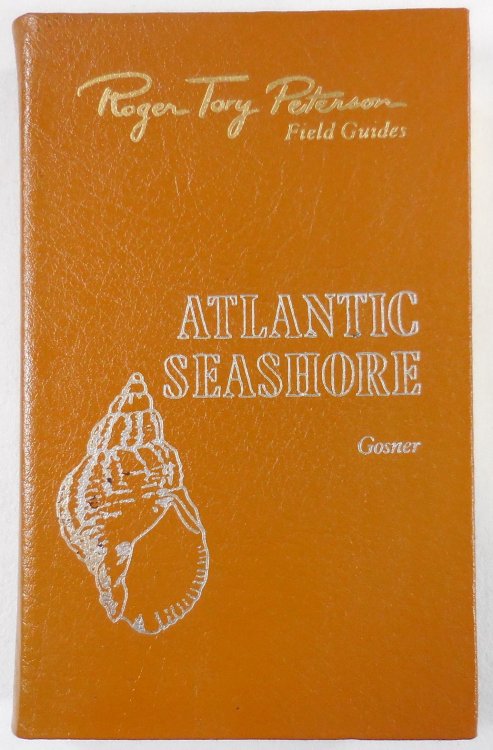 Roger Tory Peterson
Field Guides
ATLANTIC
SEASHORE
Gosner